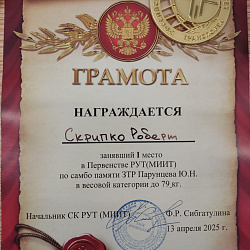 ГРАМОТА
НАГРАЖДАЕТСЯ
Скрипко Роберт
занявший 1 место
в Первенстве РУТ(МИИТ)
по самбо памяти ЗТР Парунцева Ю.Н.
в весовой категории до 79 кг.
Начальник СК РУТ (МИИТ) Ф.Р. Сибгатулина
13 апреля 2025 г.